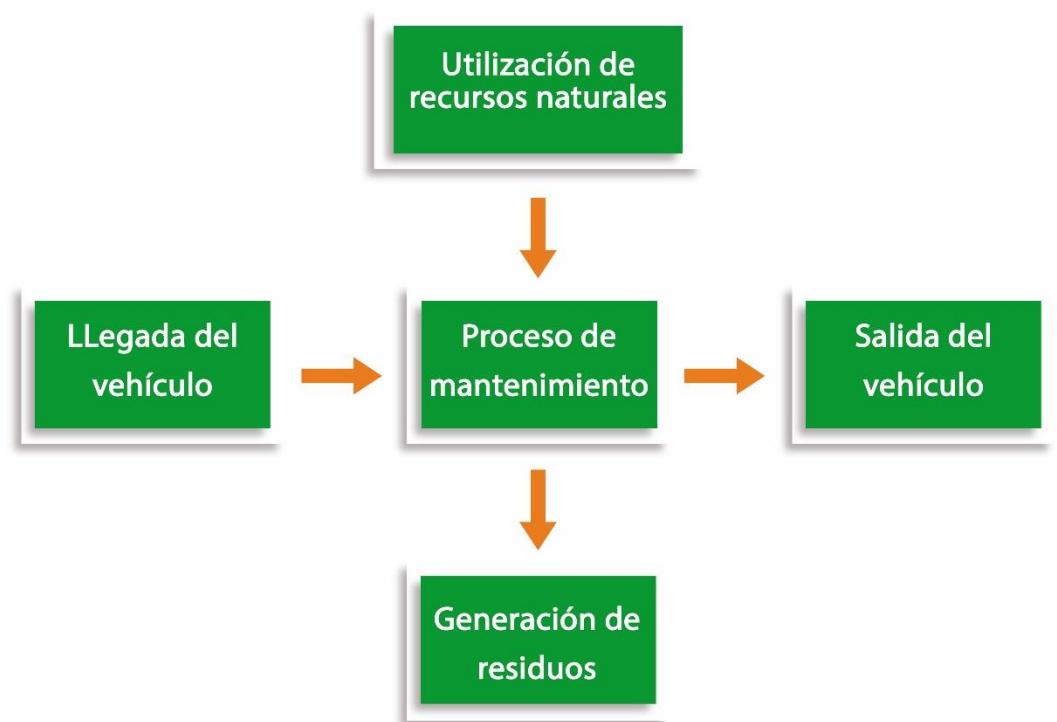 Utilización de
recursos naturales
LLegada del
vehículo
Proceso de
mantenimiento
Salida del
vehículo
Generación de
residuos